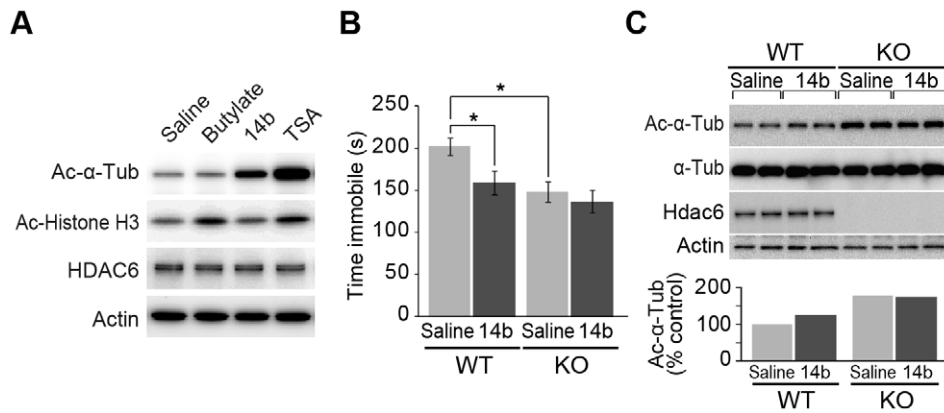 A
Saline
Butylate
14b
TSA
Ac-α-Tub
Ac-Histone H3
HDAC6
Actin
B
Time immobile (s)
250
200
150
100
50
0
*
*
Saline 14b Saline 14b
WT KO
C
WT KO
Saline 14b Saline 14b
Ac-α-Tub
α-Tub
Hdac6
Actin
Ac-α-Tub
(% control)
200
100
0
Saline 14b Saline 14b
WT KO